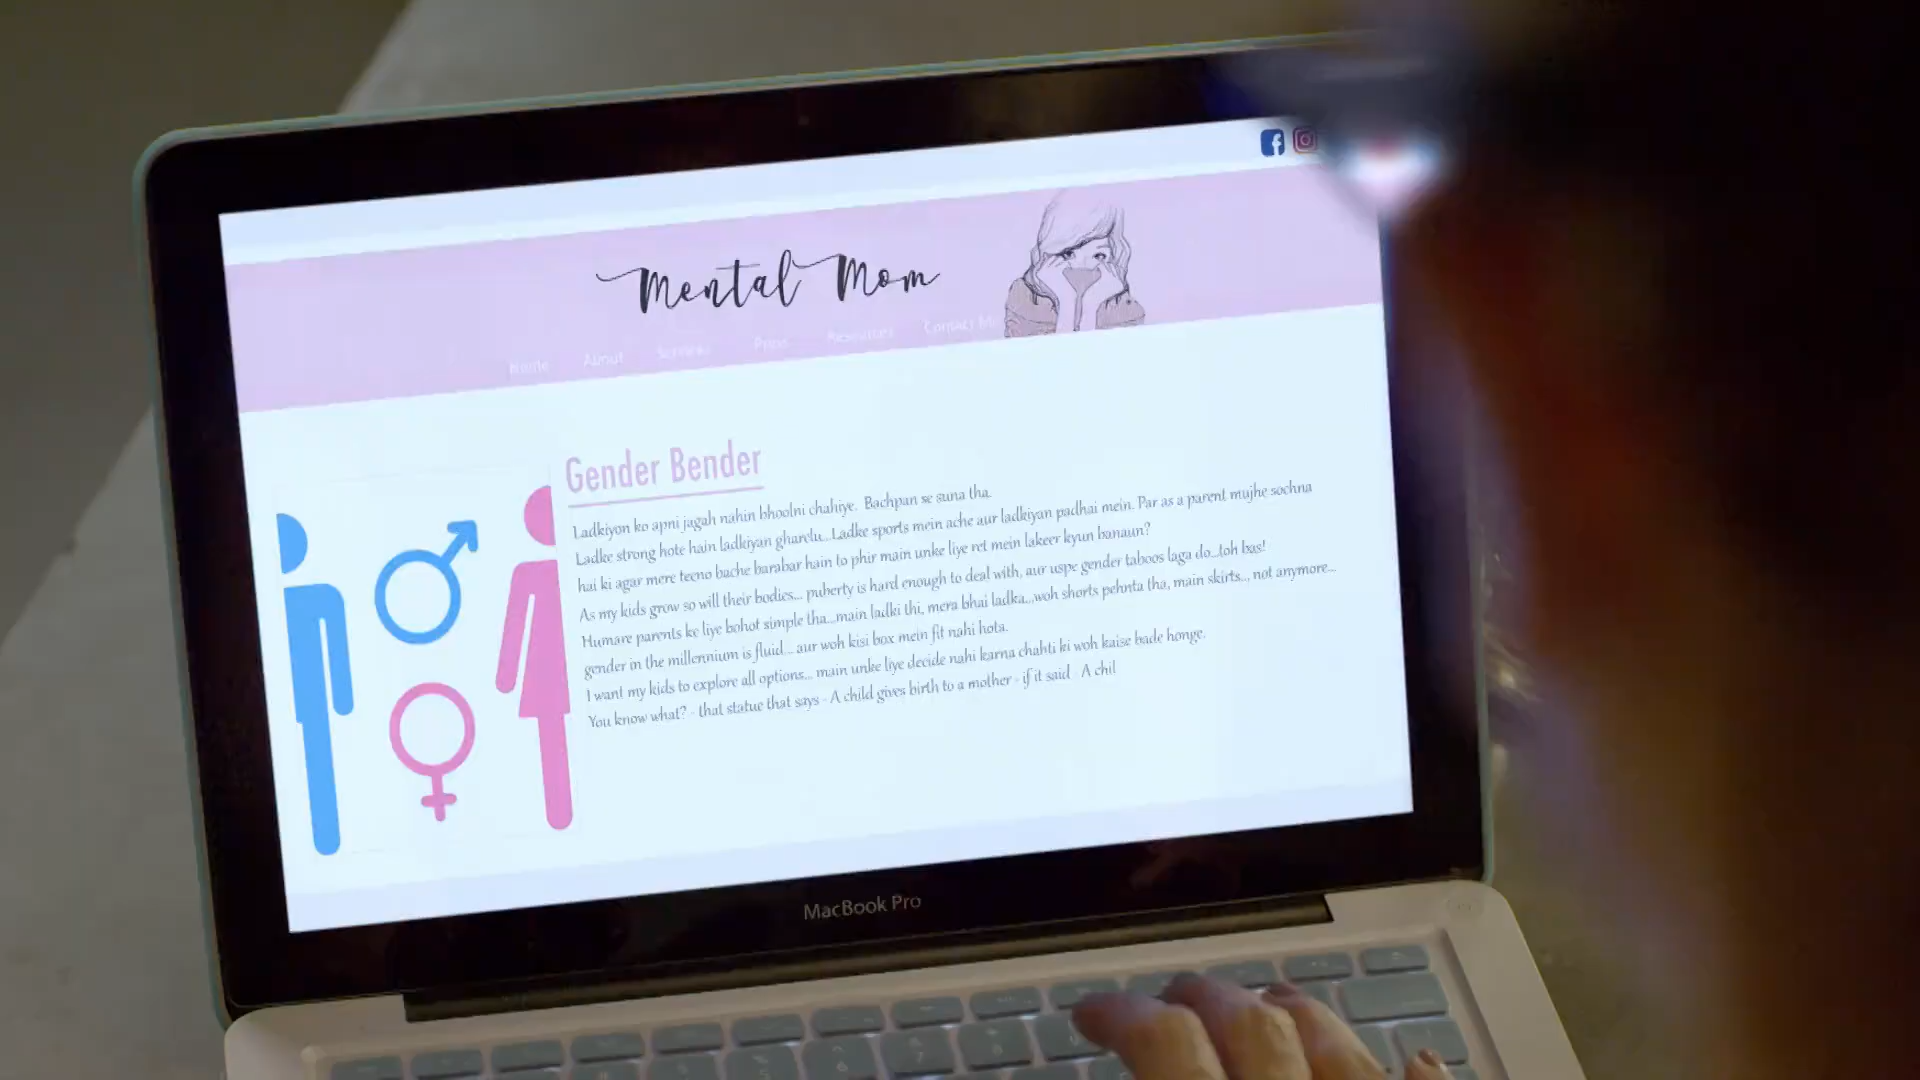 Mental Mom
Home About Services Press Resources Contact
Gender Bender
Ladkiyon ko apni jagah nahin bhoolni chahiye. Bachpan se suna tha.
Ladke strong hote hain ladkiyan gharelu...Ladke sports mein ache aur ladkiyan padhai mein. Par as a parent mujhe sochna
hai ki agar mere teeno bache barabar hain to phir main unke liye ret mein lakeer kyun banaun?
As my kids grow so will their bodies... puberty is hard enough to deal with, aur uspe gender taboos laga do...toh bas!
Humare parents ke liye bohot simple tha...main ladki thi, mera bhai ladka...woh shorts pehnta tha, main skirts... not anymore...
gender in the millennium is fluid... aur woh kisi box mein fit nahi hota.
I want my kids to explore all options... main unke liye decide nahi karna chahti ki woh kaise bade honge.
You know what? - that statue that says - A child gives birth to a mother - if it said - A chil
MacBook Pro